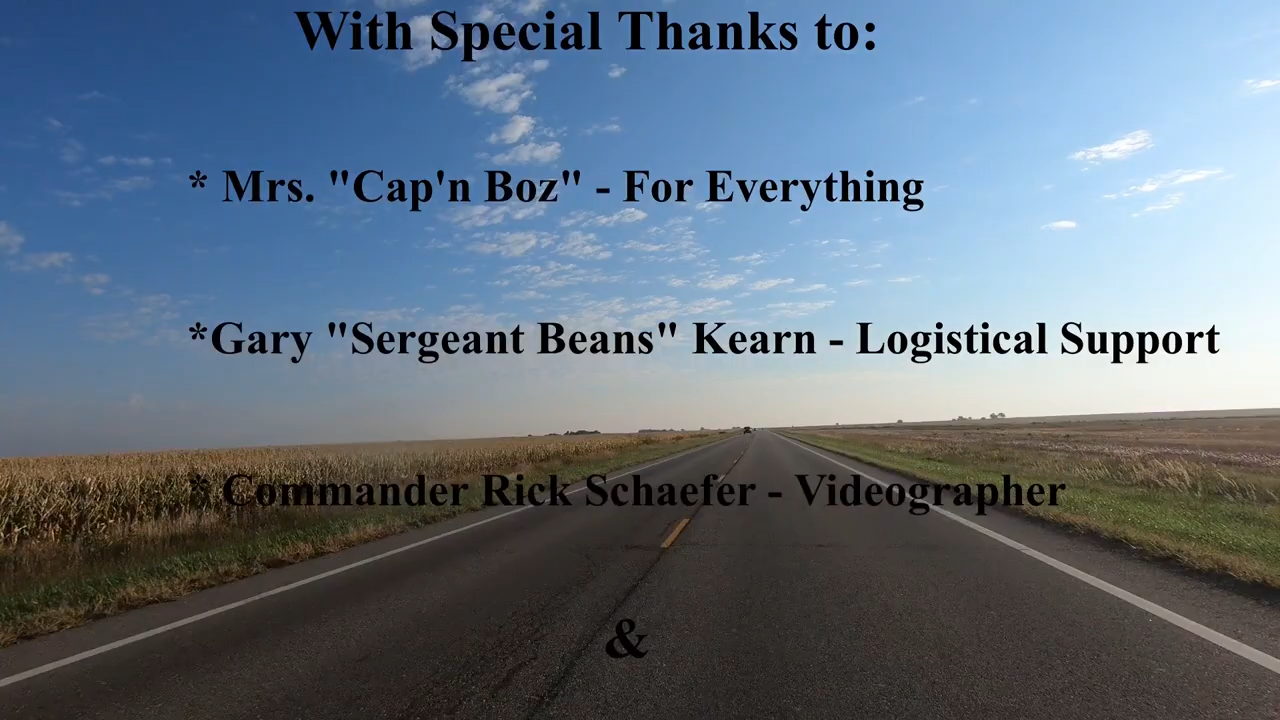 With Special Thanks to:
* Mrs. "Cap'n Boz" - For Everything
*Gary "Sergeant Beans" Kearn - Logistical Support
* Commander Rick Schaefer - Videographer
&